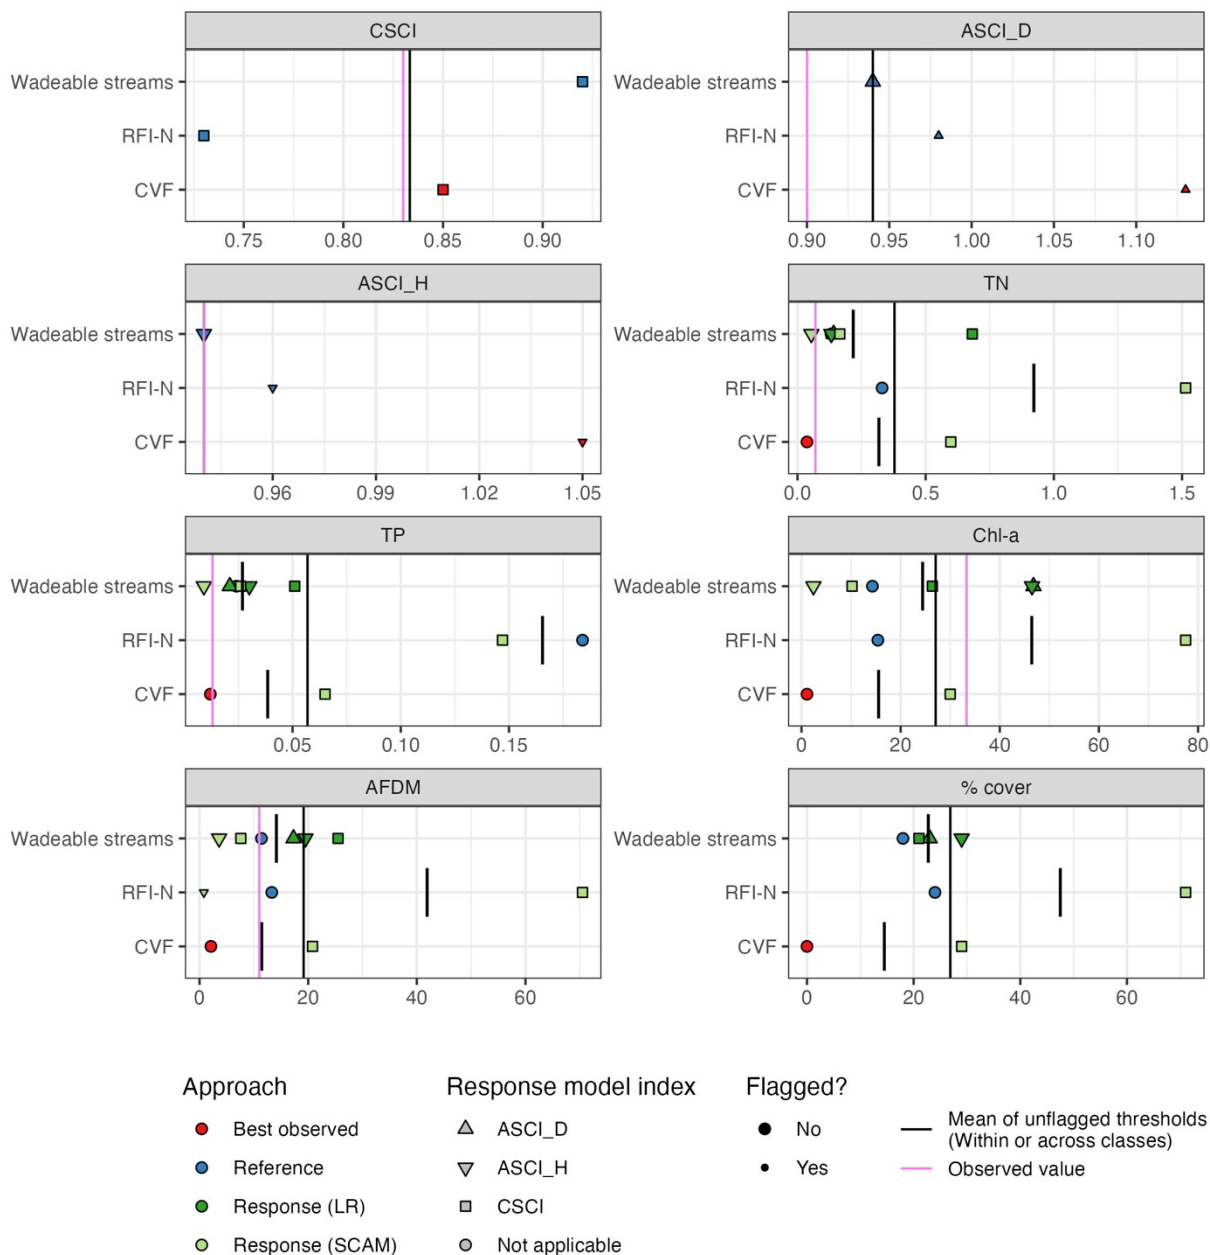 CSCI
Wadeable streams
RFI-N
CVF
0.75 0.80 0.85 0.90
ASCI_D
Wadeable streams
RFI-N
CVF
0.90 0.95 1.00 1.05 1.10
ASCI_H
Wadeable streams
RFI-N
CVF
0.96 0.99 1.02 1.05
TN
Wadeable streams
RFI-N
CVF
0.0 0.5 1.0 1.5
TP
Wadeable streams
RFI-N
CVF
0.05 0.10 0.15
Chl-a
Wadeable streams
RFI-N
CVF
0 20 40 60 80
AFDM
Wadeable streams
RFI-N
CVF
0 20 40 60
% cover
Wadeable streams
RFI-N
CVF
0 20 40 60
Approach
Best observed
Reference
Response (LR)
Response (SCAM)
Response model index
ASCI_D
ASCI_H
CSCI
Not applicable
Flagged?
No
Yes
Mean of unflagged thresholds
(Within or across classes)
Observed value